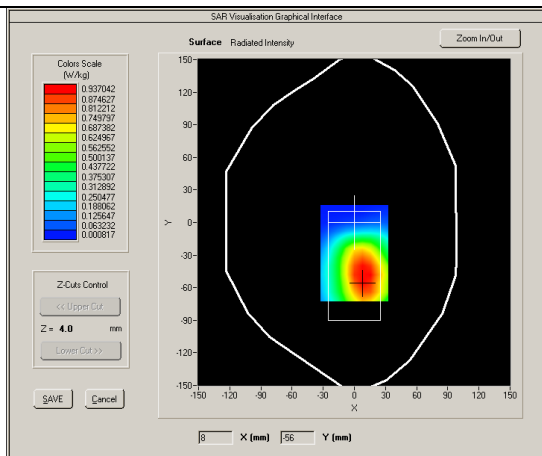 SAR Visualisation Graphical Interface
Surface Radiated Intensity
Zoom In/Out
Colors Scale
(W/kg)
0.937042
0.874627
0.812212
0.749797
0.687382
0.624967
0.562552
0.500137
0.437722
0.375307
0.312892
0.250477
0.188062
0.125647
0.063232
0.000817
Z-Cuts Control
<< Upper Cut
Z = 4.0 mm
Lower Cut >>
SAVE Cancel
150
120
90
60
30
0
-30
-60
-90
-120
-150
Y
-150 -120 -90 -60 -30 0 30 60 90 120 150
X
8 X (mm) -56 Y (mm)